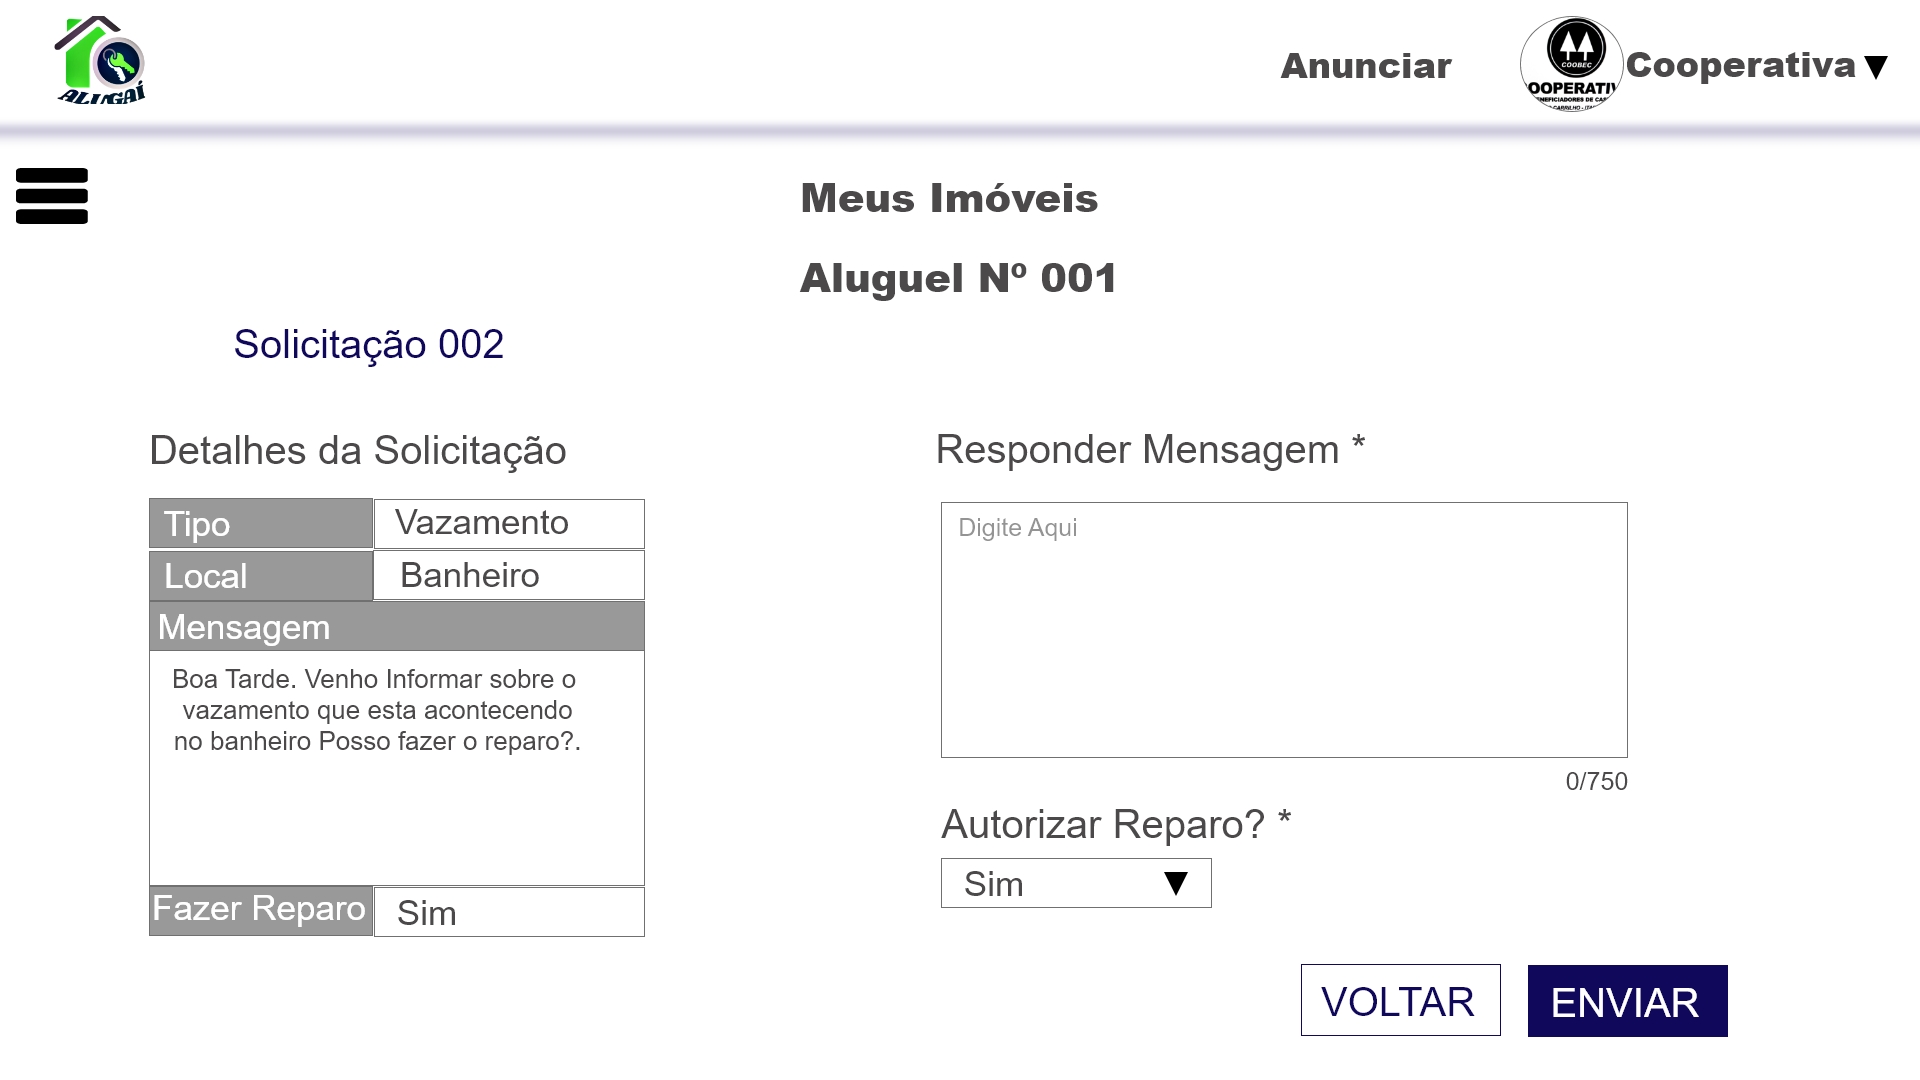 ALUGAÍ
Anunciar
COOBEC
OOPERATIV
Cooperativa ▼
Meus Imóveis
Aluguel Nº 001
Solicitação 002
Detalhes da Solicitação
Tipo Vazamento
Local Banheiro
Mensagem
Boa Tarde. Venho Informar sobre o
vazamento que esta acontecendo
no banheiro Posso fazer o reparo?.
Fazer Reparo Sim
Responder Mensagem *
Digite Aqui
0/750
Autorizar Reparo? *
Sim ▼
VOLTAR
ENVIAR